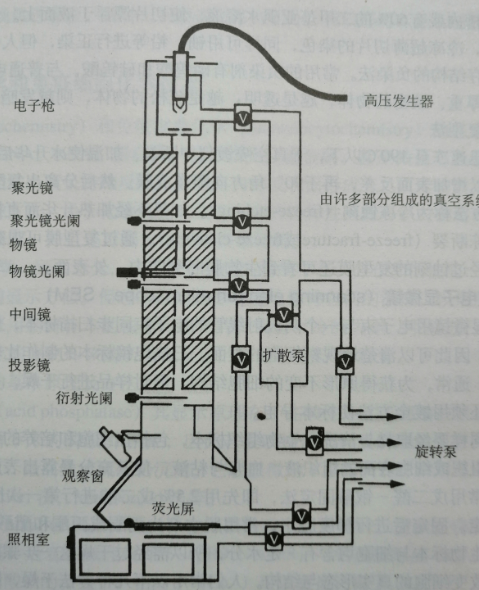 高压发生器
电子枪
V
由许多部分组成的真空系统
聚光镜
聚光镜光阑
V
物镜
物镜光阑
V
中间镜
V
扩散泵
V
V
投影镜
衍射光阑
V
旋转泵
观察窗
荧光屏
V
照相室
V